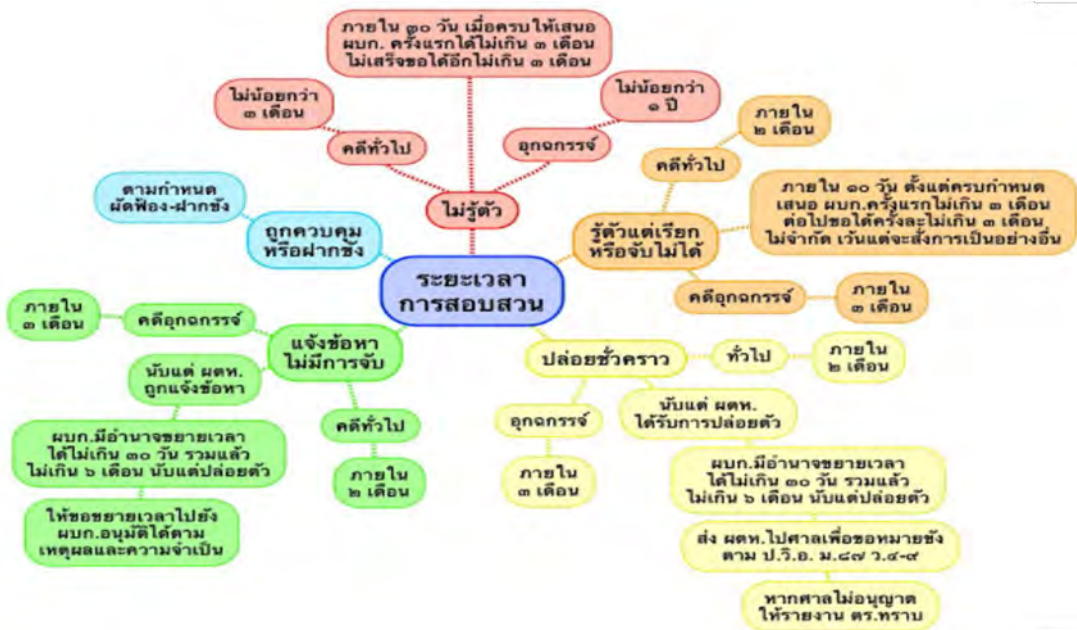 ภายใน ๓๐ วัน เมื่อครบให้เสนอ
ผบก. ครั้งแรกได้ไม่เกิน ๓ เดือน
ไม่เสร็จขอได้อีกไม่เกิน ๓ เดือน
ไม่น้อยกว่า
๓ เดือน
ไม่น้อยกว่า
๑ ปี
คดีทั่วไป
อุกฉกรรจ์
ไม่รู้ตัว
ภายใน
๒ เดือน
คดีทั่วไป
ภายใน ๑๐ วัน ตั้งแต่ครบกำหนด
เสนอ ผบก.ครั้งแรกไม่เกิน ๓ เดือน
ต่อไปขอได้ครั้งละไม่เกิน ๓ เดือน
ไม่จำกัด เว้นแต่จะสั่งการเป็นอย่างอื่น
รู้ตัวแต่เรียก
หรือจับไม่ได้
คดีอุกฉกรรจ์
ภายใน
๓ เดือน
ตามกำหนด
ผัดฟ้อง-ฝากขัง
ถูกควบคุม
หรือฝากขัง
ระยะเวลา
การสอบสวน
ภายใน
๓ เดือน
คดีอุกฉกรรจ์
แจ้งข้อหา
ไม่มีการจับ
นับแต่ ผตห.
ถูกแจ้งข้อหา
ผบก.มีอำนาจขยายเวลา
ได้ไม่เกิน ๓๐ วัน รวมแล้ว
ไม่เกิน ๖ เดือน นับแต่ปล่อยตัว
ให้ขอขยายเวลาไปยัง
ผบก.อนุมัติได้ตาม
เหตุผลและความจำเป็น
คดีทั่วไป
ภายใน
๒ เดือน
ปล่อยชั่วคราว
ทั่วไป
ภายใน
๒ เดือน
อุกฉกรรจ์
ภายใน
๓ เดือน
นับแต่ ผตห.
ได้รับการปล่อยตัว
ผบก.มีอำนาจขยายเวลา
ได้ไม่เกิน ๓๐ วัน รวมแล้ว
ไม่เกิน ๖ เดือน นับแต่ปล่อยตัว
ส่ง ผตห.ไปศาลเพื่อขอหมายขัง
ตาม ป.วิ.อ. ม.๘๗ ว.๔-๙
หากศาลไม่อนุญาต
ให้รายงาน ตร.ทราบ